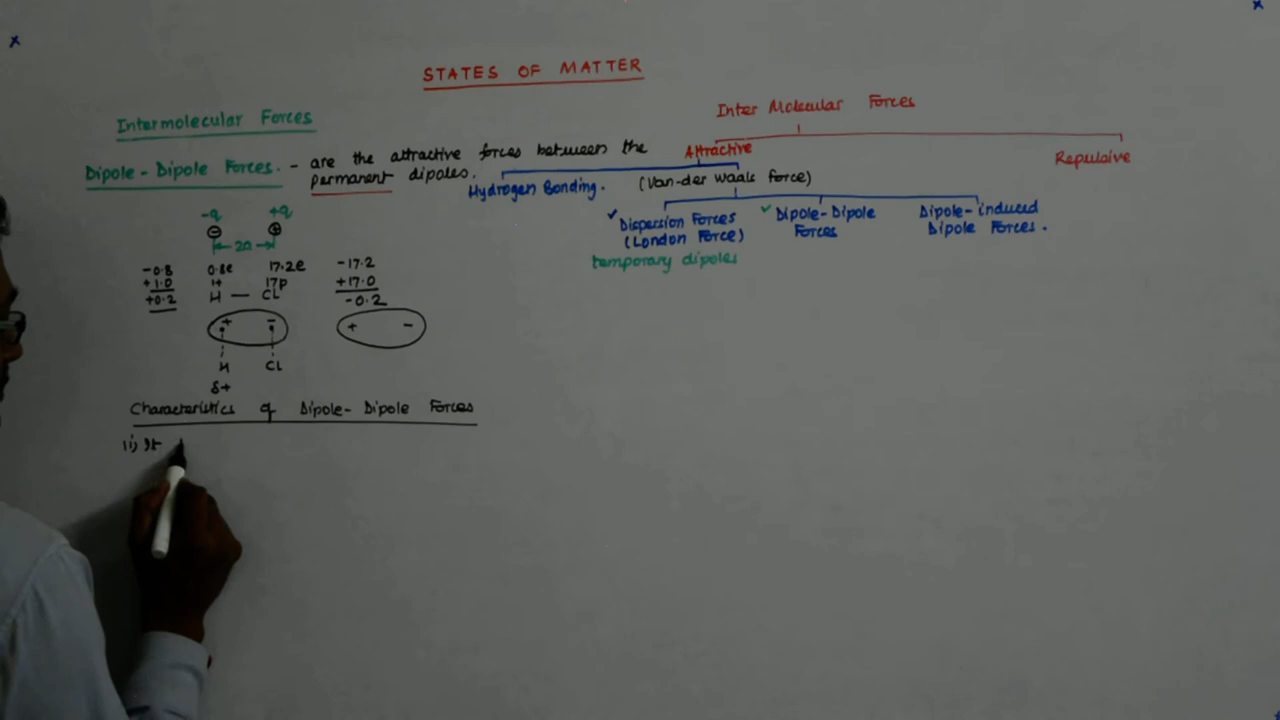 STATES OF MATTER
Intermolecular Forces
Dipole-Dipole Forces. - are the attractive forces between the
permanent dipoles.
-q +q
⊖ ⊕
←2a→
-0.8 0.8e 17.2e -17.2
+1.0 1+ 17p +17.0
+0.2 H — CL -0.2
+ - + -
H CL
δ+
Characteristics of Dipole-Dipole Forces
(i) It
Inter Molecular Forces
Attractive Repulsive
Hydrogen Bonding. (Van-der Waals Force)
Dispersion Forces Dipole-Dipole Dipole-induced
(London Force) Forces Dipole Forces.
temporary dipoles